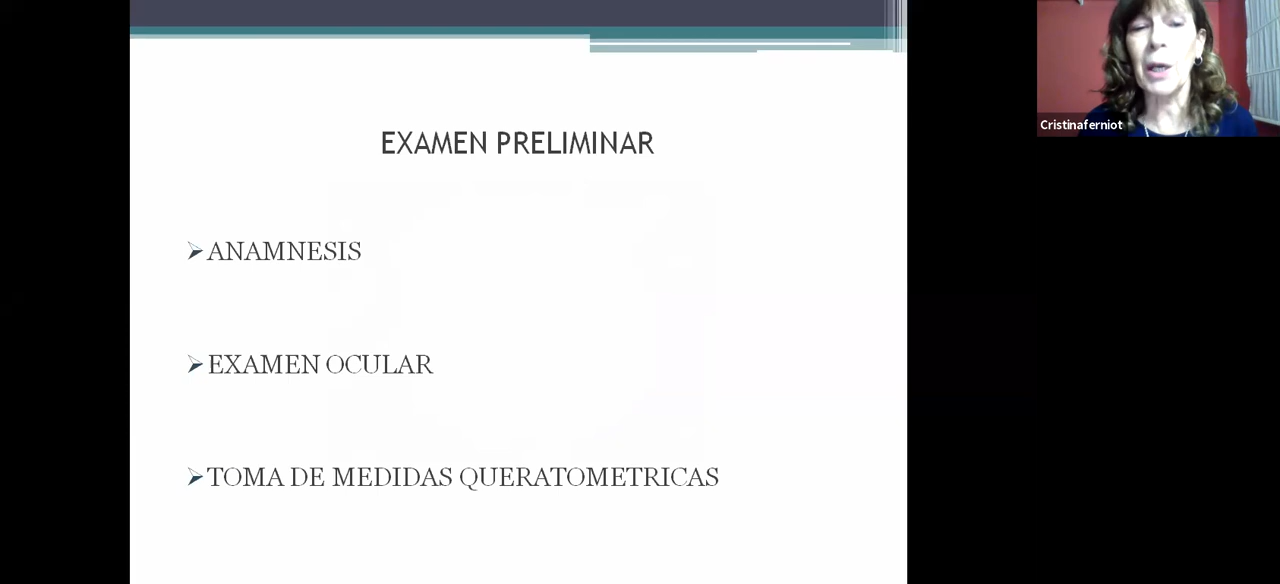 EXAMEN PRELIMINAR
ANAMNESIS
EXAMEN OCULAR
TOMA DE MEDIDAS QUERATOMETRICAS
Cristinaferniot